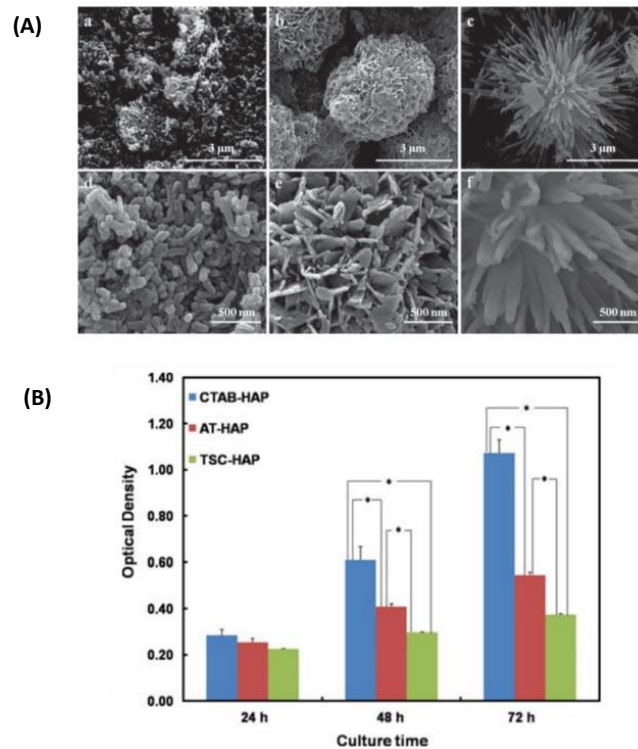 (A)
a
b
c
3 μm
3 μm
3 μm
d
e
f
500 nm
500 nm
500 nm
(B)
1.40
1.20
1.00
0.80
0.60
0.40
0.20
0.00
Optical Density
CTAB-HAP
AT-HAP
TSC-HAP
*
*
*
*
*
*
24 h
48 h
72 h
Culture time